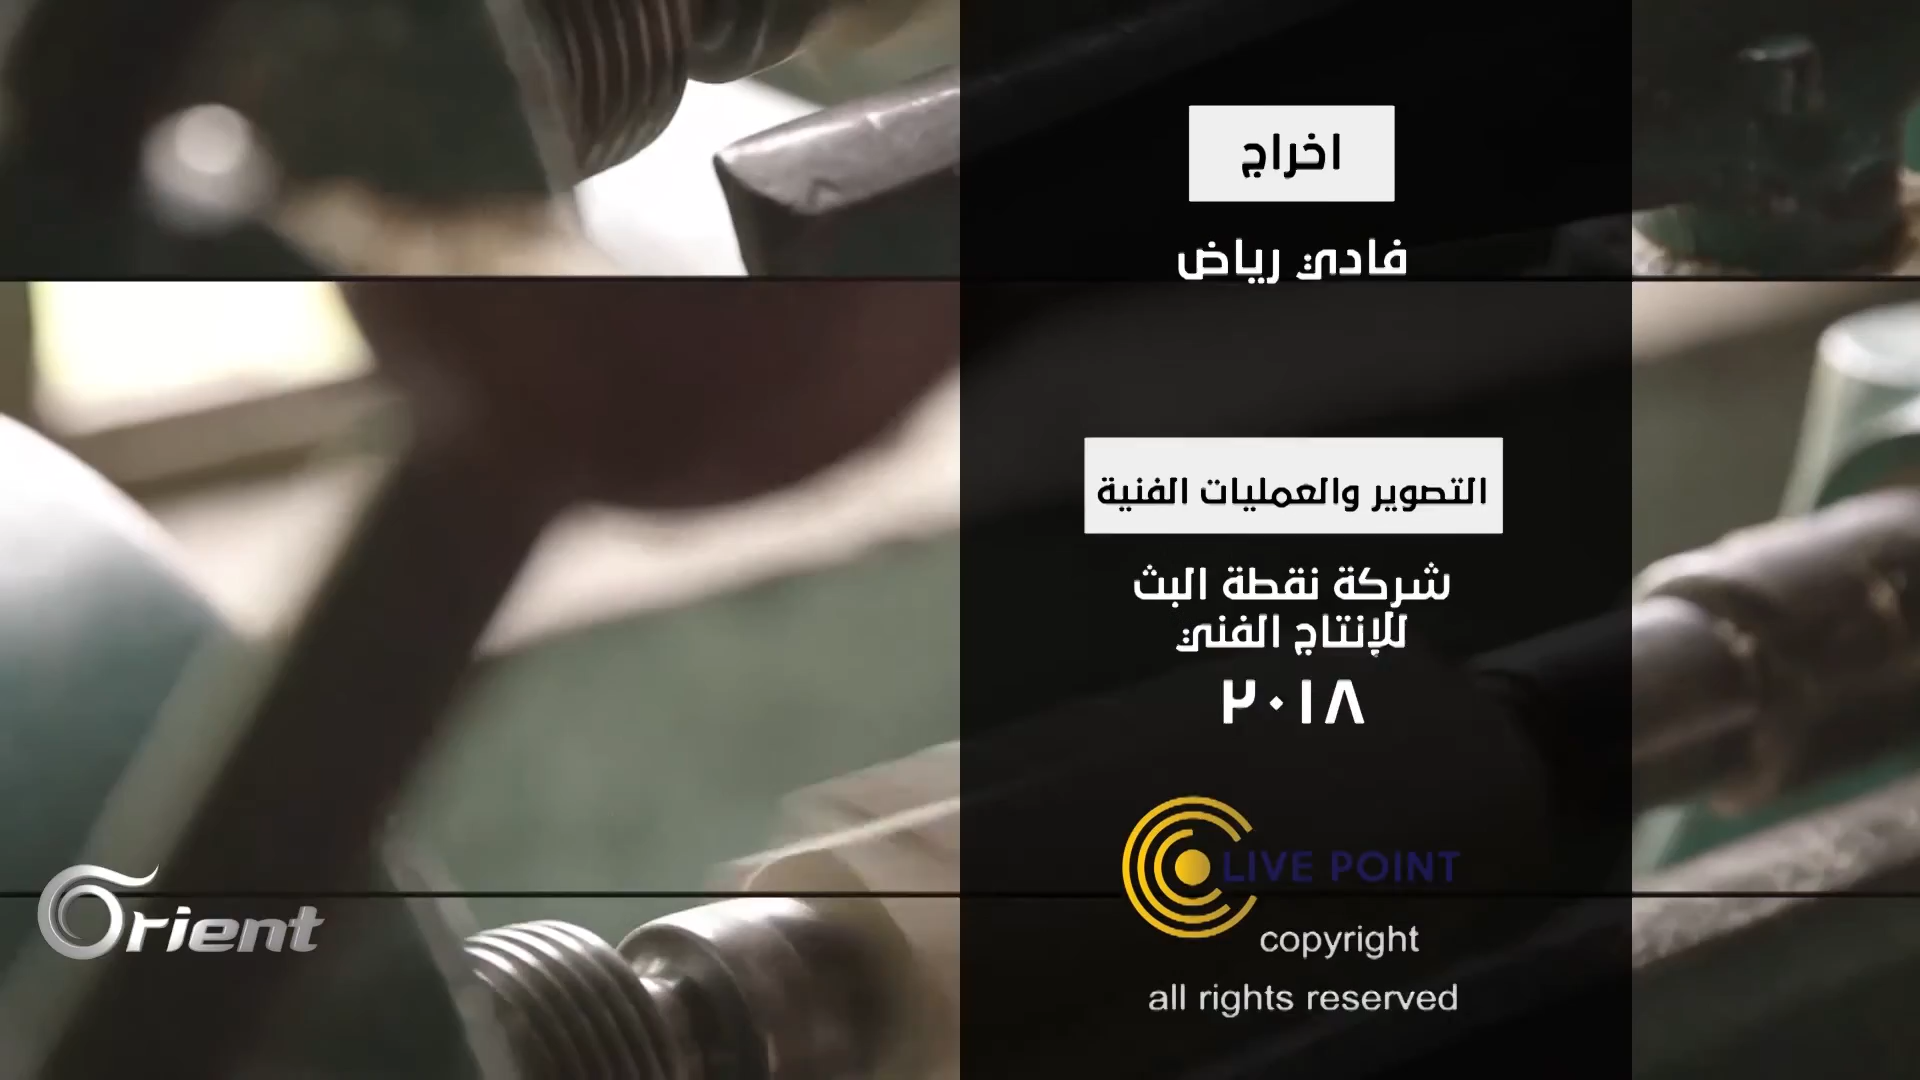 اخراج
فادي رياض
التصوير والعمليات الفنية
شركة نقطة البث
للإنتاج الفني
٢٠١٨
LIVE POINT
copyright
all rights reserved
Orient